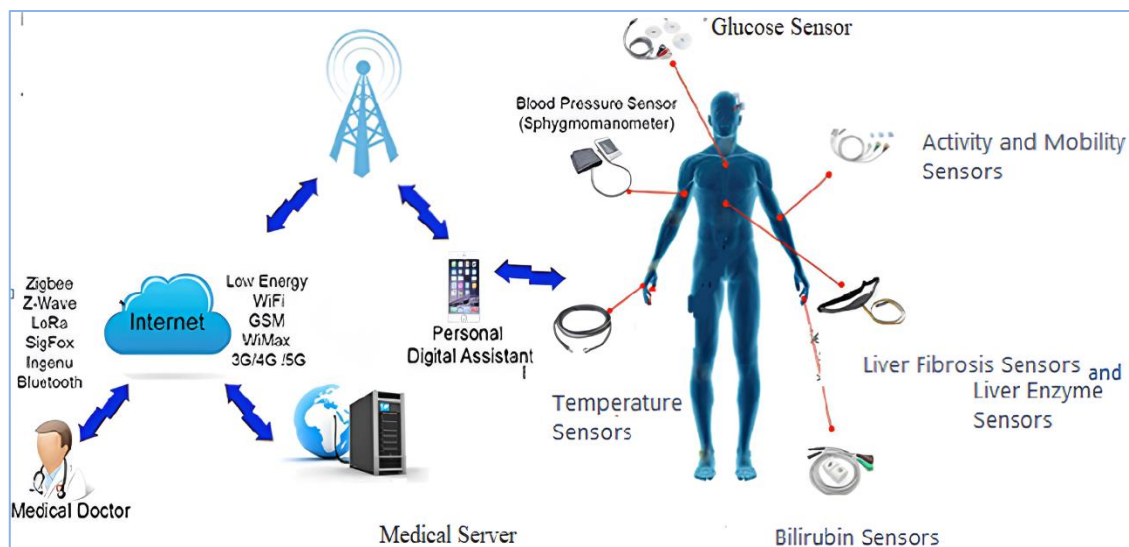 Glucose Sensor
Blood Pressure Sensor
(Sphygmomanometer)
Activity and Mobility
Sensors
Zigbee
Z-Wave
LoRa
SigFox
Ingenu
Bluetooth
Internet
Low Energy
WiFi
GSM
WiMax
3G/4G /5G
Personal
Digital Assistant
Temperature
Sensors
Liver Fibrosis Sensors and
Liver Enzyme
Sensors
Medical Doctor
Medical Server
Bilirubin Sensors